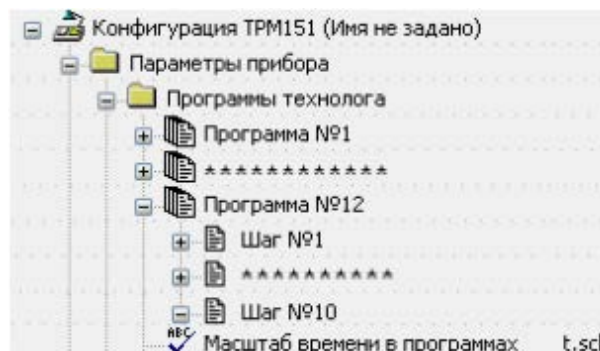 Конфигурация ТРМ151 (Имя не задано)
Параметры прибора
Программы технолога
Программа №1
* * * * * * * * * * * *
Программа №12
Шаг №1
* * * * * * * * * *
Шаг №10
ABC Масштаб времени в программах